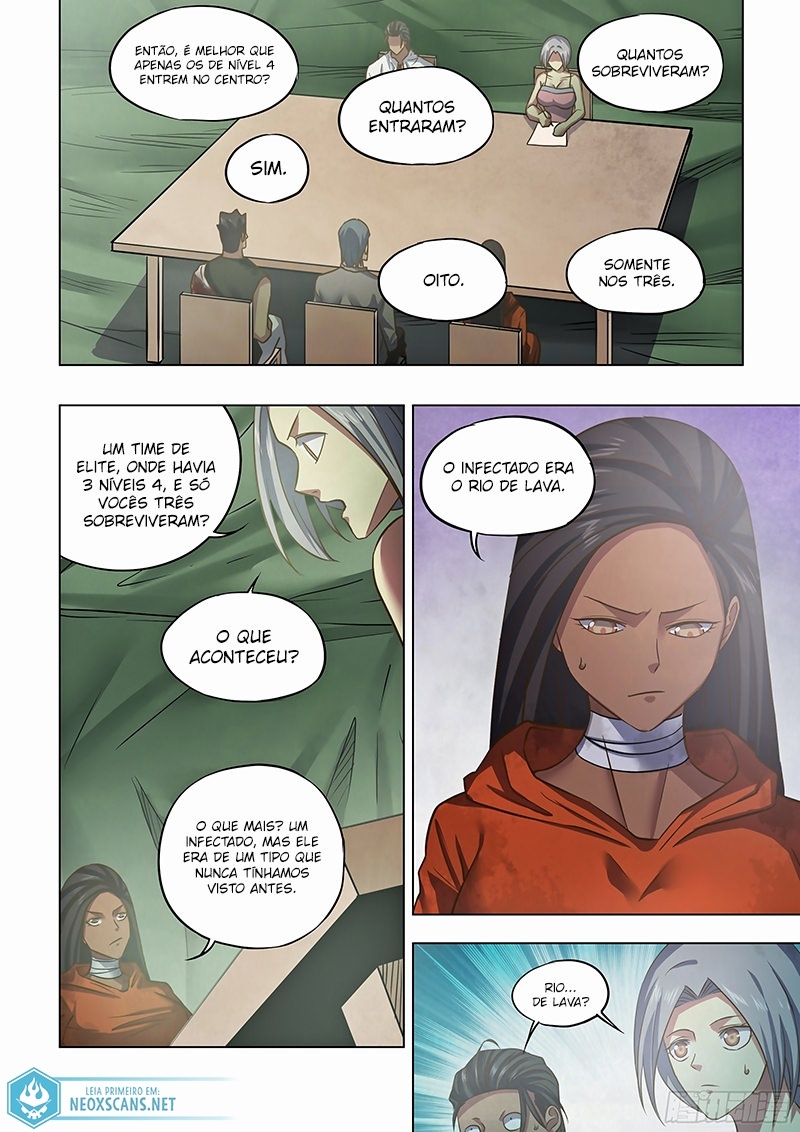 ENTÃO, É MELHOR QUE
APENAS OS DE NÍVEL 4
ENTREM NO CENTRO?
SIM.
QUANTOS
ENTRARAM?
OITO.
QUANTOS
SOBREVIVERAM?
SOMENTE
NOS TRÊS.
UM TIME DE
ELITE, ONDE HAVIA
3 NÍVEIS 4, E SÓ
VOCÊS TRÊS
SOBREVIVERAM?
O QUE
ACONTECEU?
O QUE MAIS? UM
INFECTADO, MAS ELE
ERA DE UM TIPO QUE
NUNCA TÍNHAMOS
VISTO ANTES.
O INFECTADO ERA
O RIO DE LAVA.
RIO...
DE LAVA?
LEIA PRIMEIRO EM:
NEOXSCANS.NET